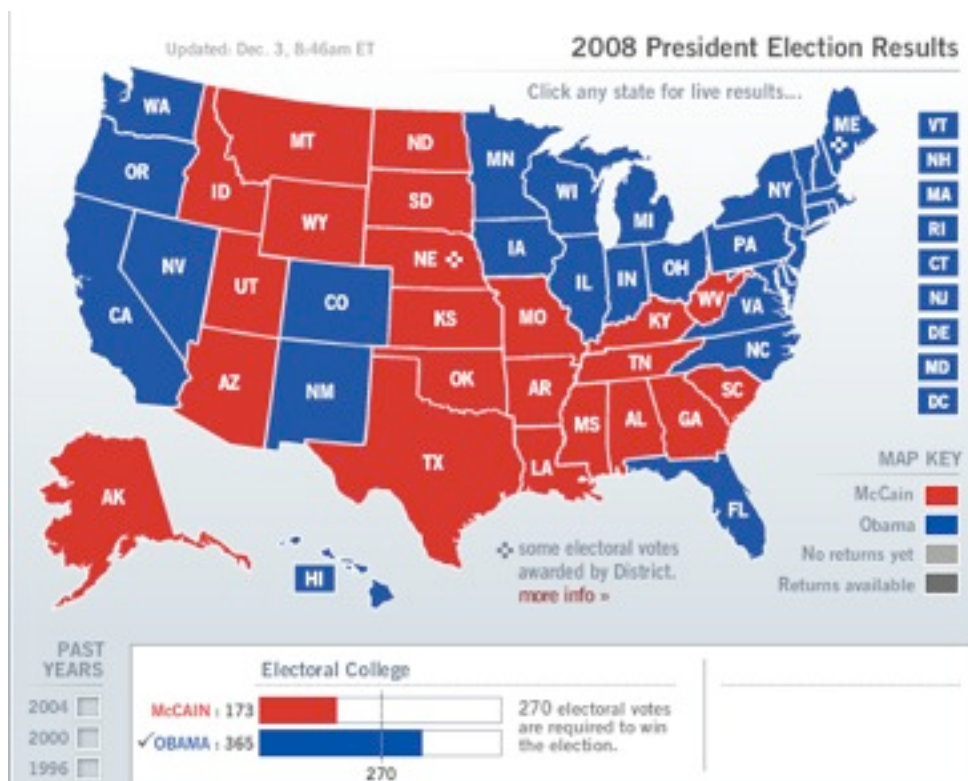 Updated: Dec. 3, 8:46am ET
2008 President Election Results
Click any state for live results...
WA
MT
ND
MN
ME
VT
OR
ID
SD
WI
NY
NH
WY
MI
MA
NE
IA
PA
RI
NV
UT
CO
IL
IN
OH
CT
CA
KS
MO
KY
WV
VA
NJ
AZ
NM
OK
AR
TN
NC
DE
TX
LA
MS
AL
GA
SC
MD
AK
FL
DC
HI
MAP KEY
McCain
Obama
No returns yet
Returns available
some electoral votes
awarded by District.
more info »
PAST
YEARS
2004
2000
1996
Electoral College
McCAIN : 173
OBAMA : 365
270
270 electoral votes
are required to win
the election.